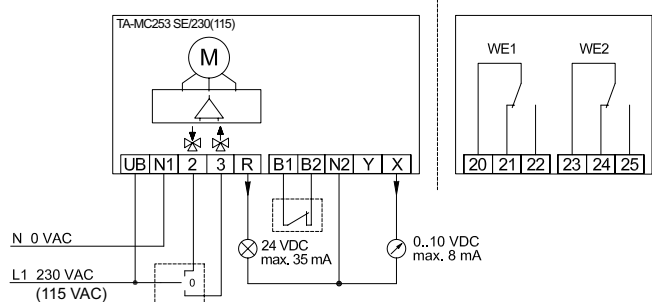 TA-MC253 SE/230(115)
M
UB N1 2 3 R B1 B2 N2 Y X
WE1 WE2
20 21 22 23 24 25
N 0 VAC
L1 230 VAC
(115 VAC)
0
24 VDC
max. 35 mA
0..10 VDC
max. 8 mA